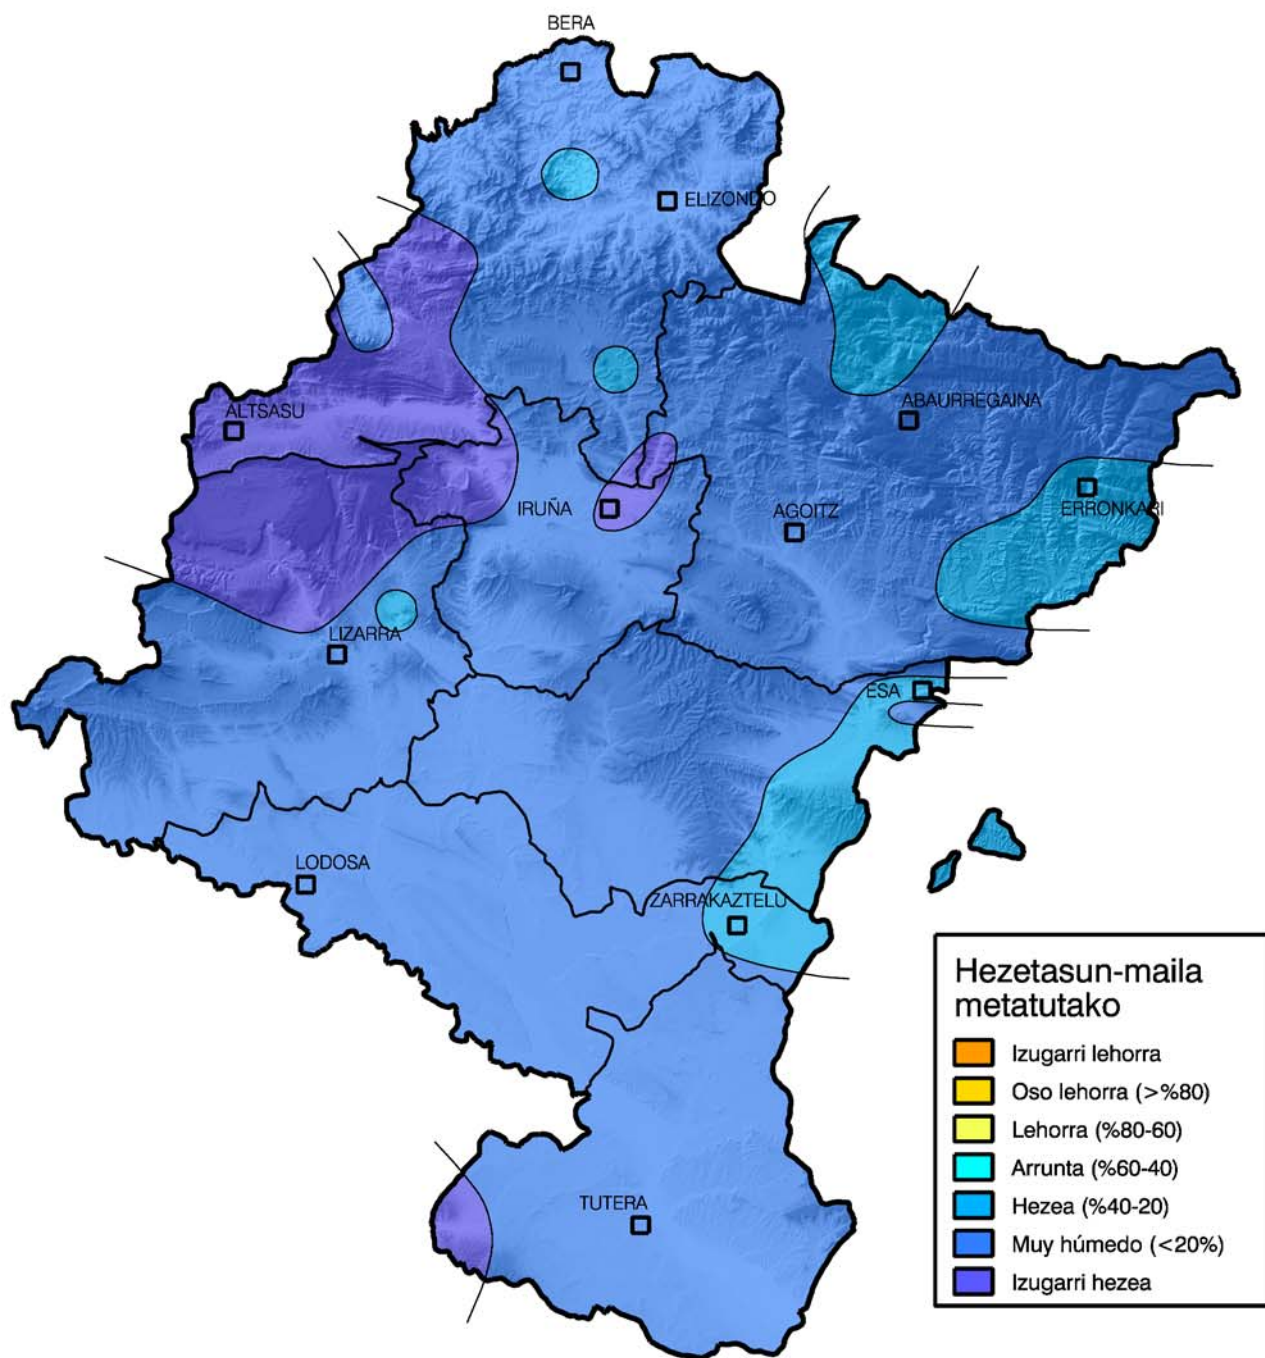 BERA
ELIZONDO
ALTSASU
ABAURREGAINA
IRUÑA
AGOITZ
ERRONKARI
LIZARRA
ESA
LODOSA
ZARRAKAZTELU
TUTERA
Hezetasun-maila
metatutako
Izugarri lehorra
Oso lehorra (>%80)
Lehorra (%80-60)
Arrunta (%60-40)
Hezea (%40-20)
Muy húmedo (<20%)
Izugarri hezea